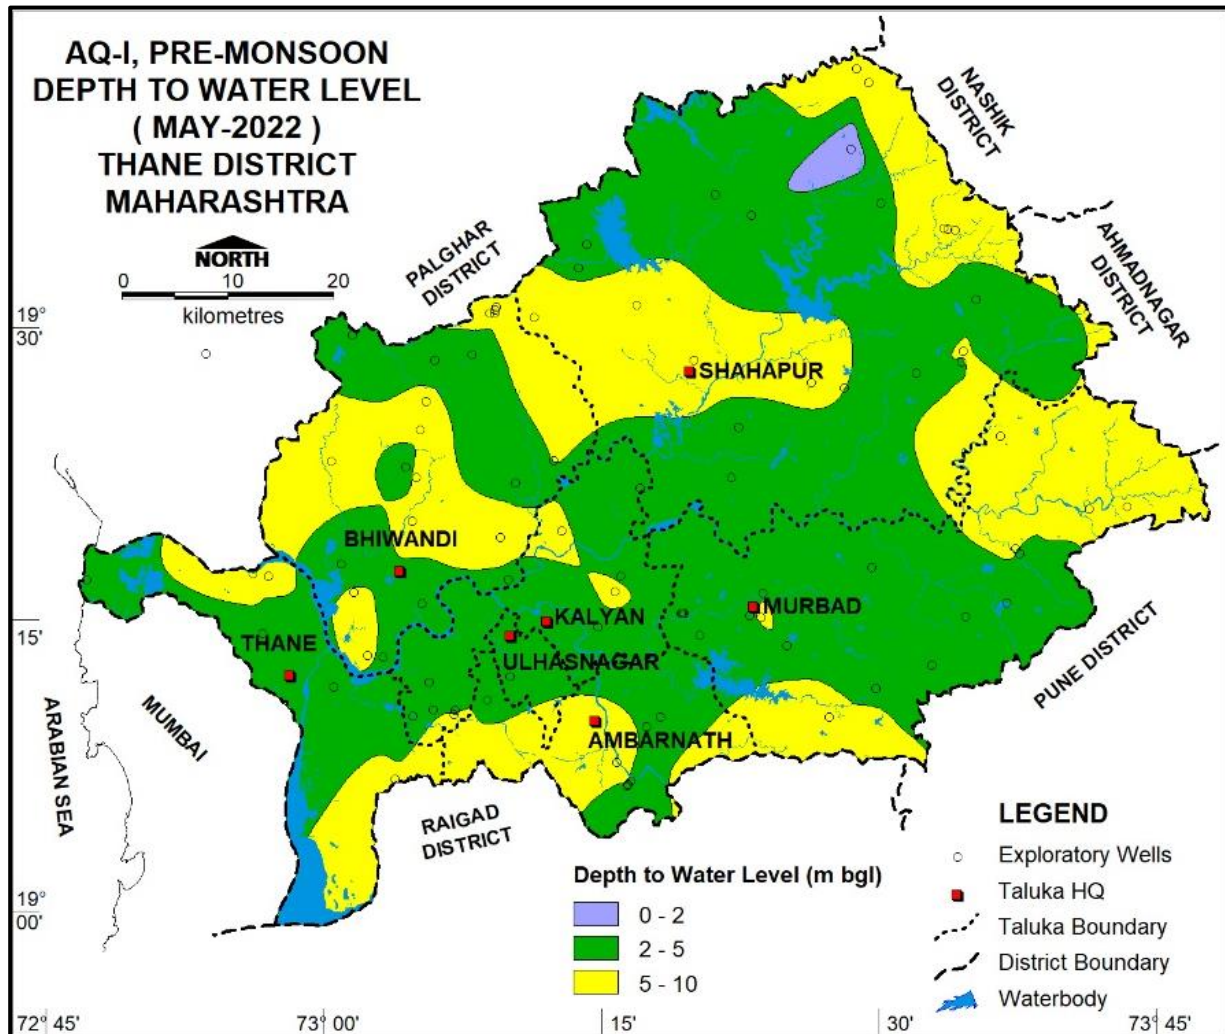 AQ-I, PRE-MONSOON
DEPTH TO WATER LEVEL
( MAY-2022 )
THANE DISTRICT
MAHARASHTRA
NORTH
0 10 20
kilometres
NASHIK
DISTRICT
AHMADNAGAR
DISTRICT
PALGHAR
DISTRICT
19°
30'
SHAHAPUR
BHIWANDI
KALYAN
MURBAD
15'
THANE
ULHASNAGAR
PUNE DISTRICT
MUMBAI
ARABIAN SEA
AMBARNATH
RAIGAD
DISTRICT
19°
00'
Depth to Water Level (m bgl)
0 - 2
2 - 5
5 - 10
LEGEND
Exploratory Wells
Taluka HQ
Taluka Boundary
District Boundary
Waterbody
72° 45' 73° 00' 15' 30' 73° 45'